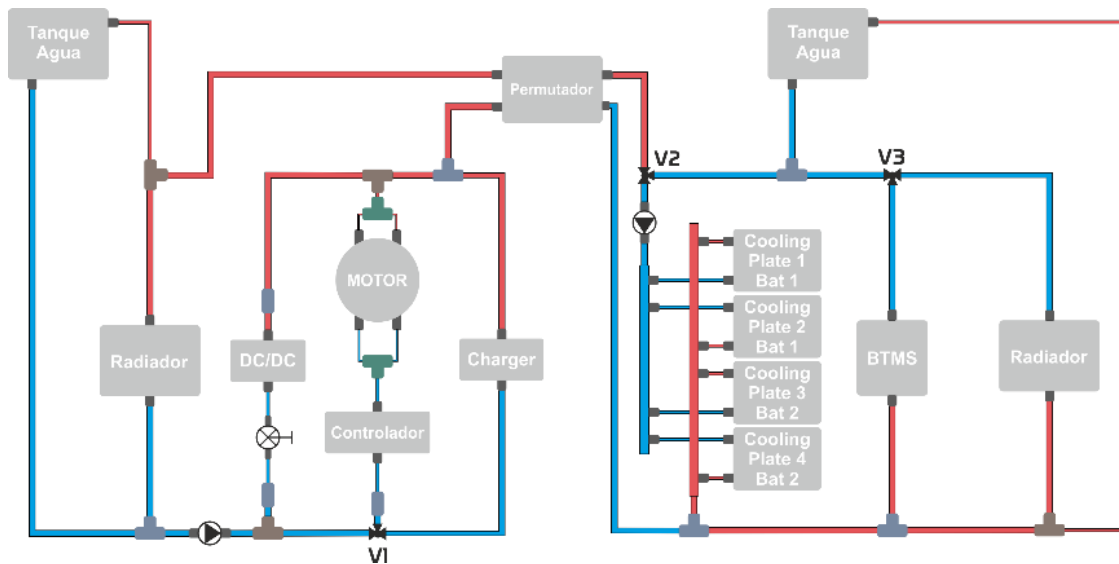 Tanque
Agua
Tanque
Agua
Permutador
V2
V3
MOTOR
Cooling
Plate 1
Bat 1
Cooling
Plate 2
Bat 1
Cooling
Plate 3
Bat 2
Cooling
Plate 4
Bat 2
Radiador
DC/DC
Charger
BTMS
Radiador
Controlador
V1